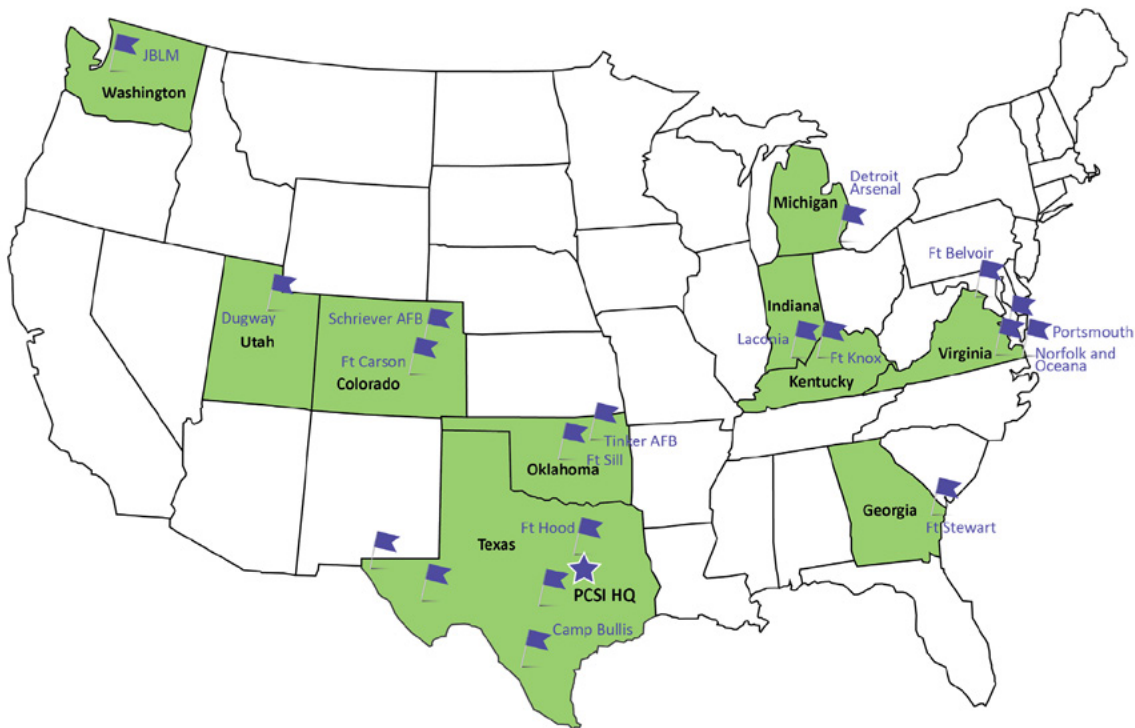 JBLM
Washington
Detroit
Arsenal
Michigan
Ft Belvoir
Dugway
Utah
Schriever AFB
Ft Carson
Colorado
Indiana
Laconia
Ft Knox
Kentucky
Virginia
Portsmouth
Norfolk and
Oceana
Tinker AFB
Ft Sill
Oklahoma
Georgia
Ft Stewart
Ft Hood
Texas
PCSI HQ
Camp Bullis